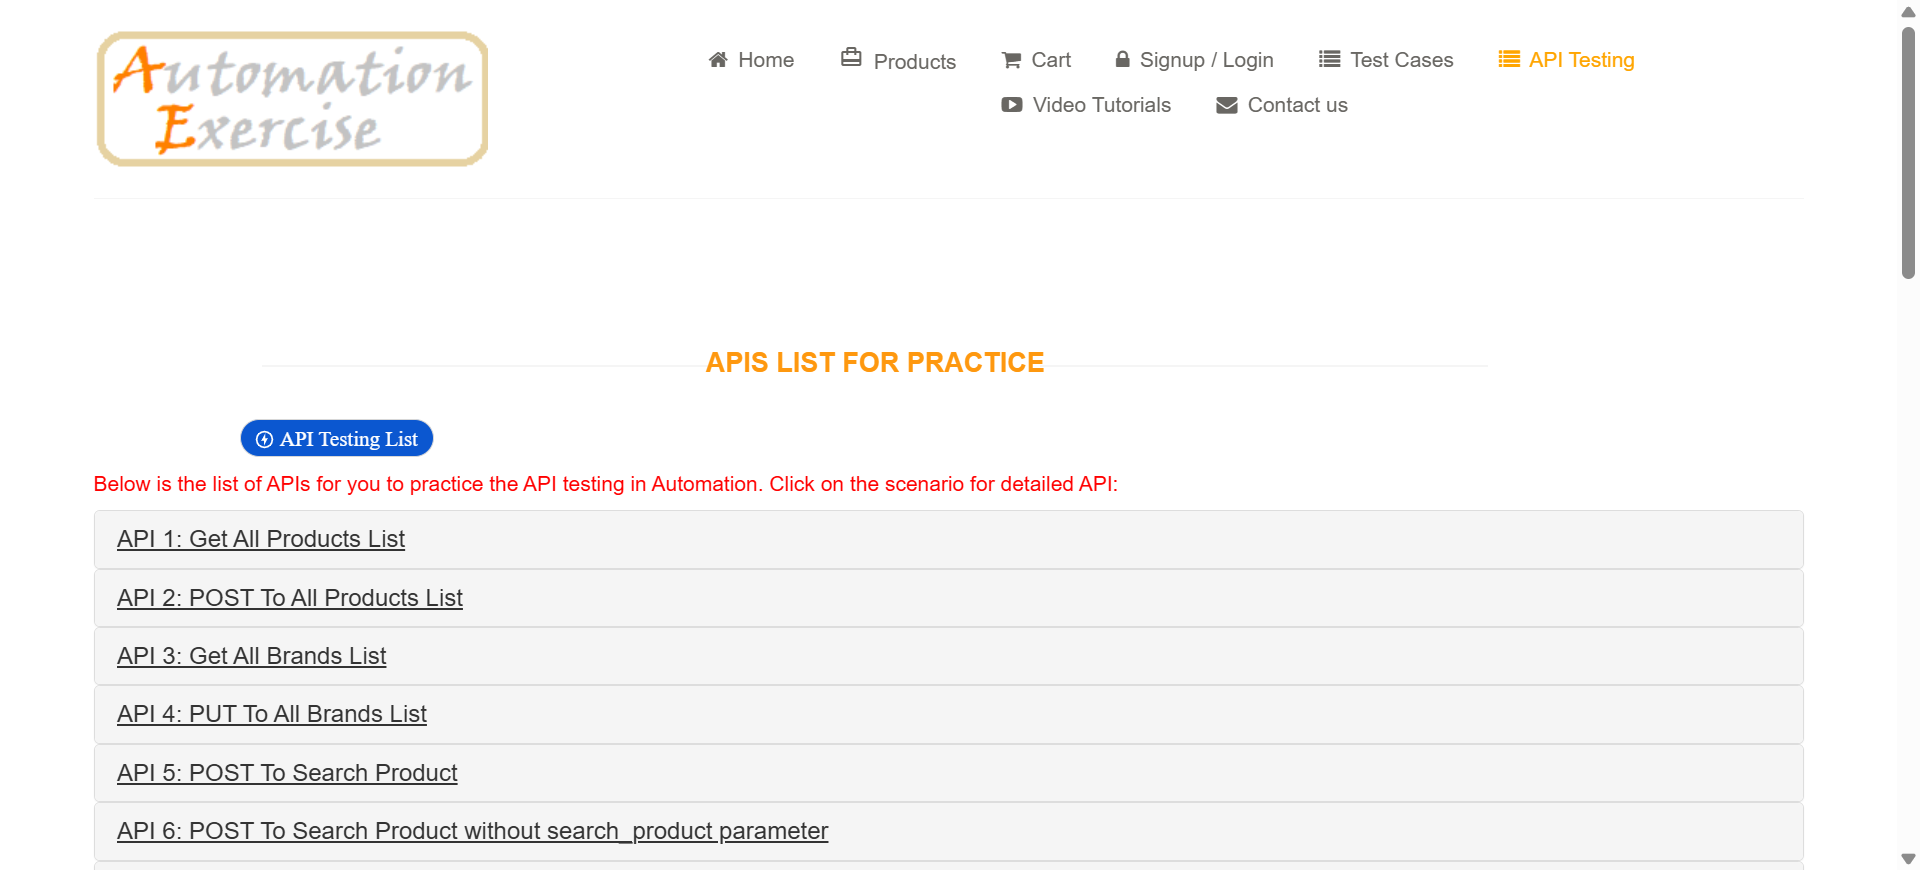 Automation
Exercise
Home
Products
Cart
Signup / Login
Test Cases
API Testing
Video Tutorials
Contact us
APIS LIST FOR PRACTICE
API Testing List
Below is the list of APIs for you to practice the API testing in Automation. Click on the scenario for detailed API:
API 1: Get All Products List
API 2: POST To All Products List
API 3: Get All Brands List
API 4: PUT To All Brands List
API 5: POST To Search Product
API 6: POST To Search Product without search_product parameter